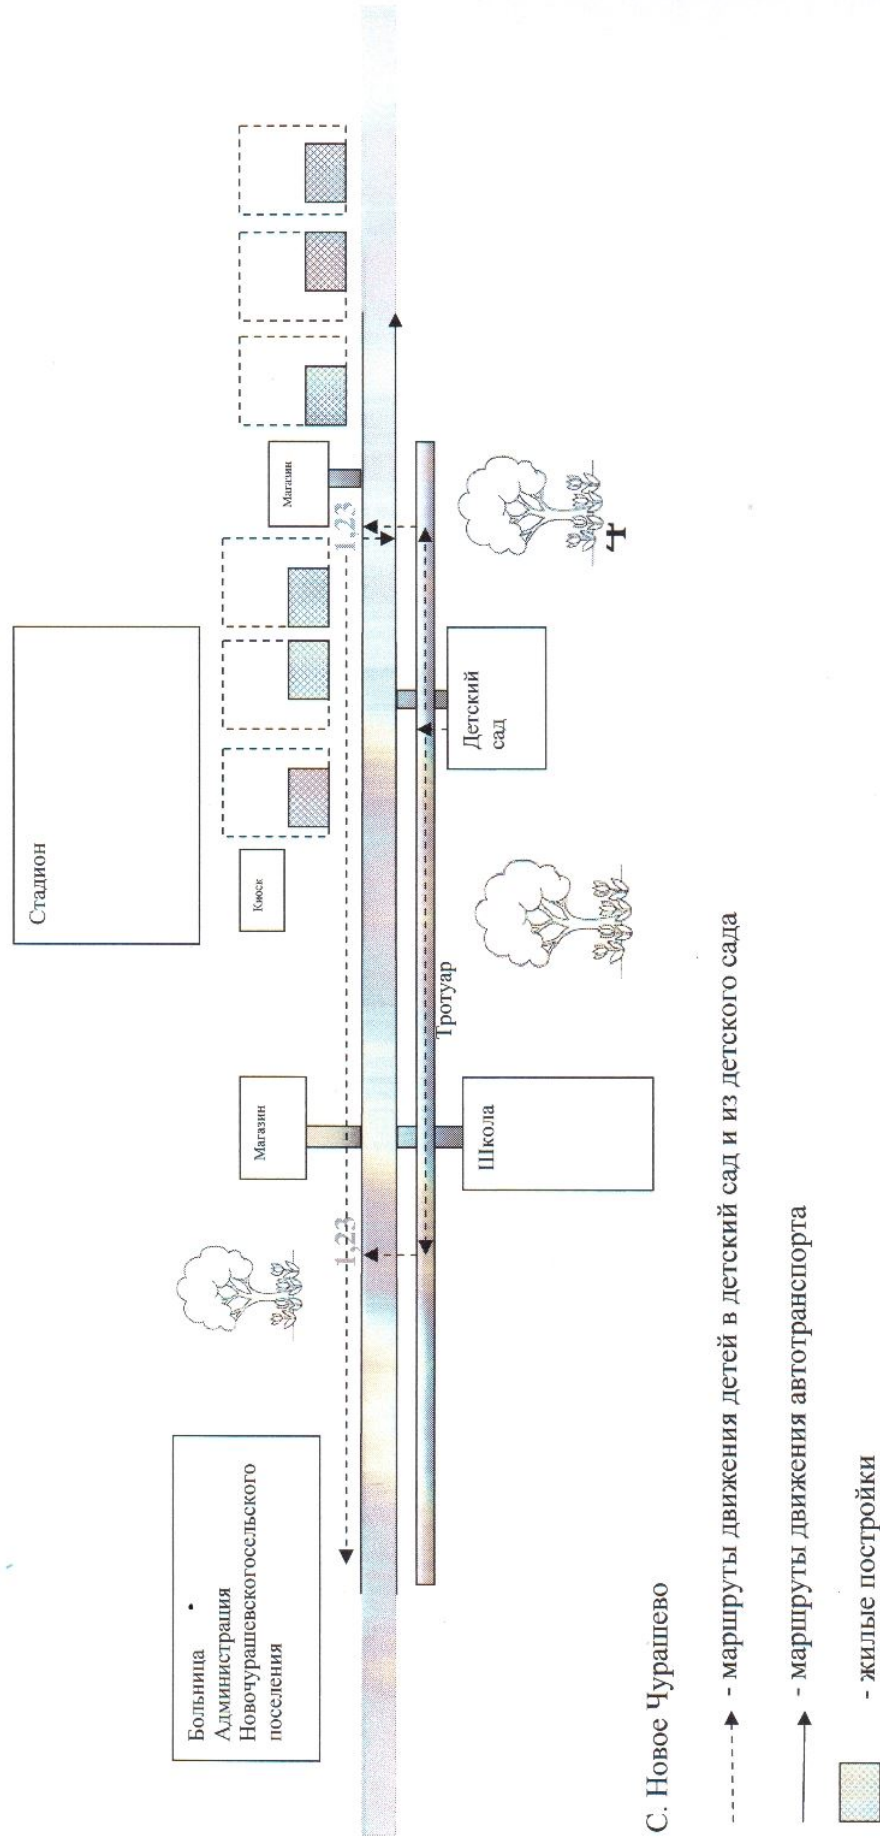 Стадион
Киоск
Магазин
Магазин
1,23
1,23
Больница
Администрация
Новочурашевскогосельского
поселения
Тротуар
Детский
сад
Школа
4
С. Новое Чурашево
- маршруты движения детей в детский сад и из детского сада
- маршруты движения автотранспорта
- жилые постройки